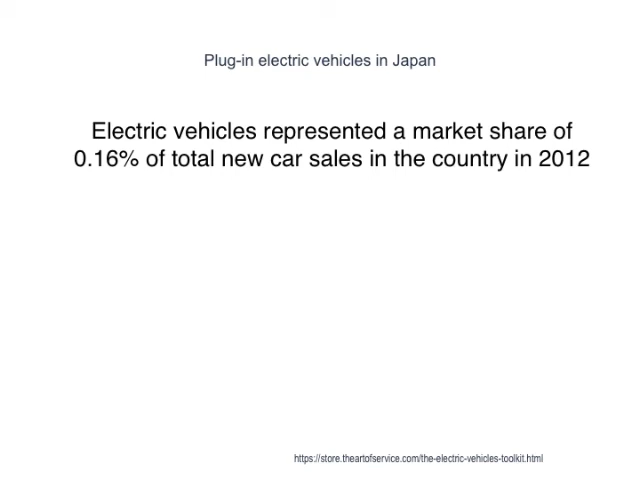 Plug-in electric vehicles in Japan
Electric vehicles represented a market share of
0.16% of total new car sales in the country in 2012
https://store.theartofservice.com/the-electric-vehicles-toolkit.html